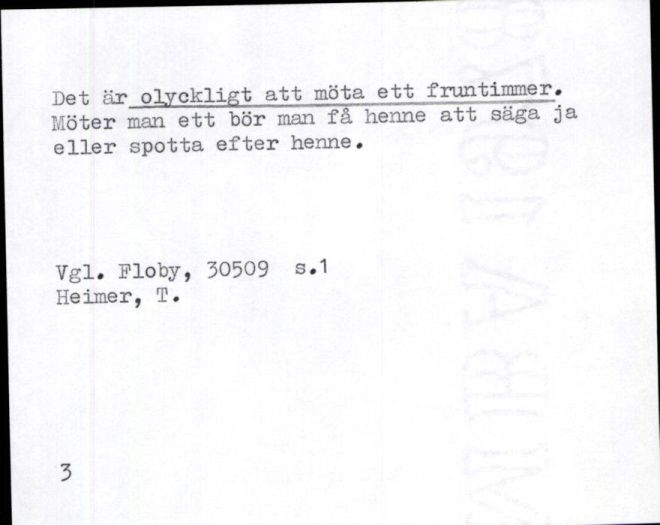 Det är olyckligt att möta ett fruntimmer.
Möter man ett bör man få henne att säga ja
eller spotta efter henne.
Vgl. Floby, 30509 s.1
Heimer, T.
3